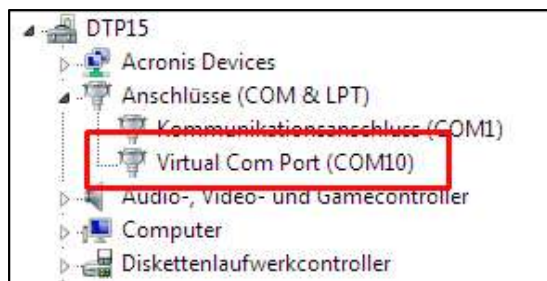 DTP15
Acronis Devices
Anschlüsse (COM & LPT)
Kommunikationsanschluss (COM1)
Virtual Com Port (COM10)
Audio-, Video- und Gamecontroller
Computer
Diskettenlaufwerkcontroller